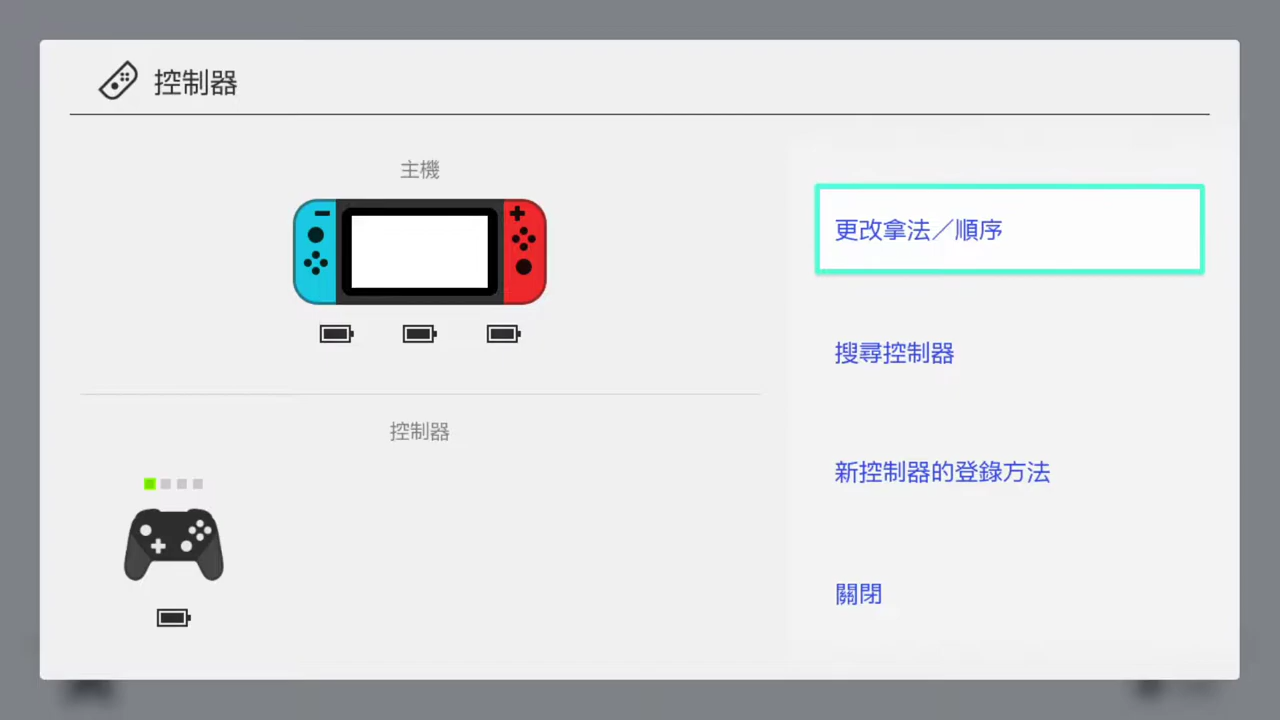 控制器
主機
更改拿法／順序
搜尋控制器
控制器
新控制器的登錄方法
關閉